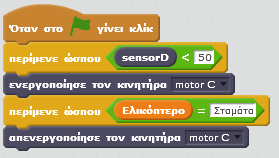 Όταν στο γίνει κλίκ
περίμενε ώσπου sensorD < 50
ενεργοποίησε τον κινητήρα motor C
περίμενε ώσπου Ελικόπτερο = Σταμάτα
απενεργοποίησε τον κινητήρα motor C